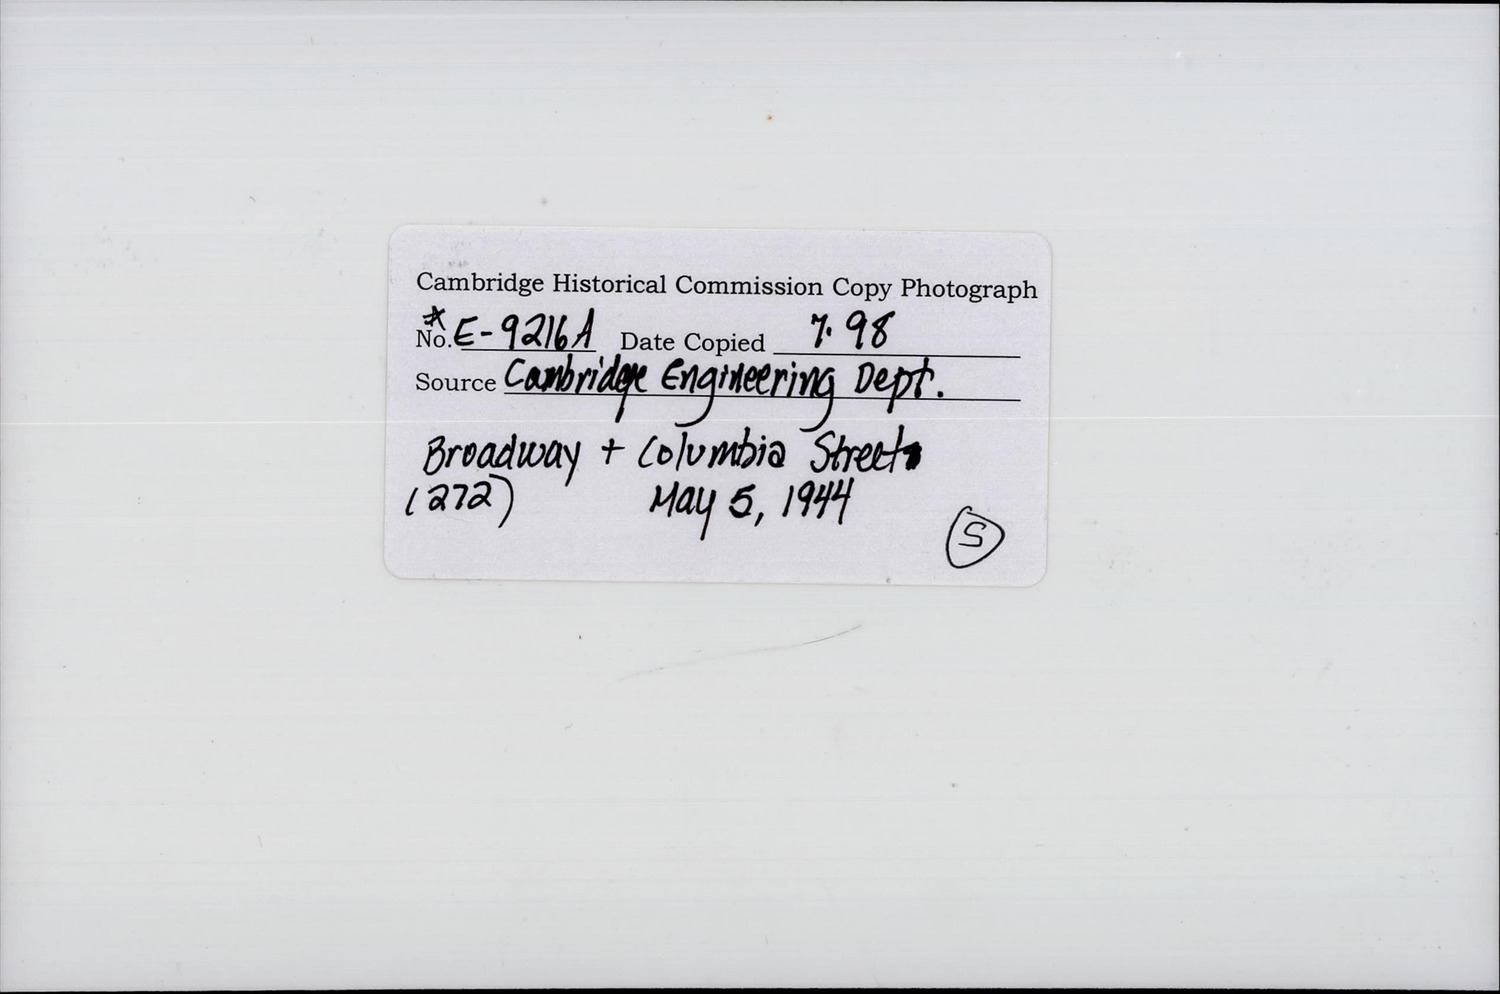 Cambridge Historical Commission Copy Photograph
*
No. E-9216A Date Copied 7.98
Source Cambridge Engineering Dept.
Broadway + Columbia Streets
(272) May 5, 1944
S